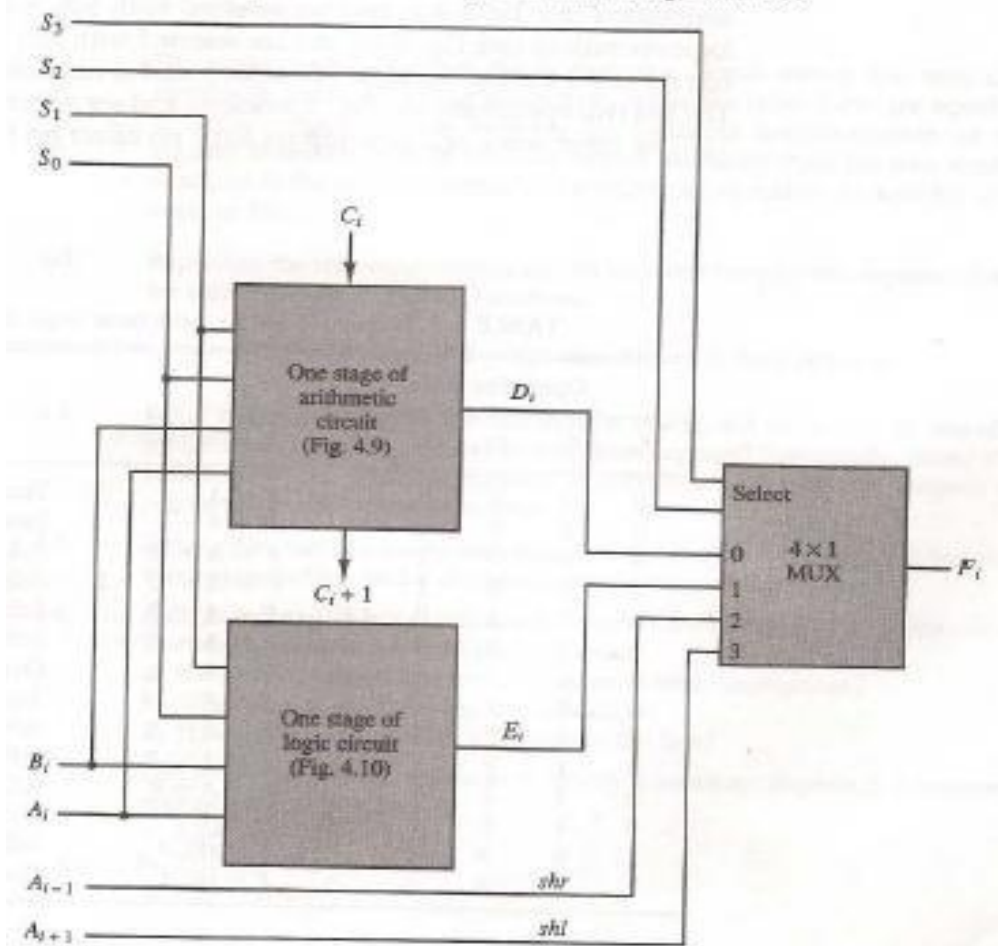 S3
S2
S1
S0
Ci
One stage of
arithmetic
circuit
(Fig. 4.9)
Di
Ci + 1
Select
0
1
2
3
4×1
MUX
Fi
One stage of
logic circuit
(Fig. 4.10)
Ei
Bi
Ai
Ai−1
shr
Ai+1
shl